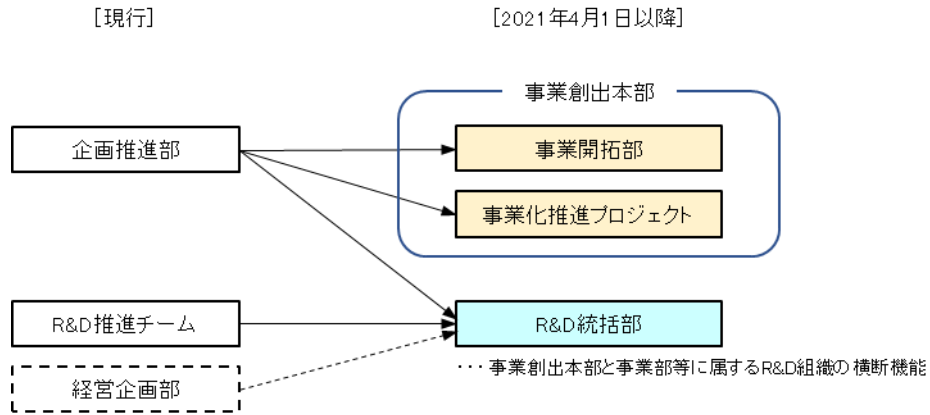 [現行]
[2021年4月1日以降]
事業創出本部
企画推進部
事業開拓部
事業化推進プロジェクト
R&D推進チーム
R&D統括部
経営企画部
･･･事業創出本部と事業部等に属するR&D組織の横断機能